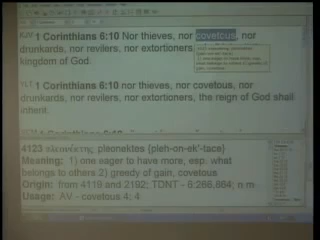 KJV 1 Corinthians 6:10 Nor thieves, nor covetous, nor
drunkards, nor revilers, nor extortioners
kingdom of God.
YLT 1 Corinthians 6:10 nor thieves, nor covetous, nor
drunkards, nor revilers, nor extortioners, the reign of God shall
inherit.
1 Corinthians 6:10
4123 πλεονέκτης pleonektes {pleh-on-ek'-tace}
Meaning: 1) one eager to have more, esp. what
belongs to others 2) greedy of gain, covetous
Origin: from 4119 and 2192; TDNT - 6:266,864; n m
Usage: AV - covetous 4; 4